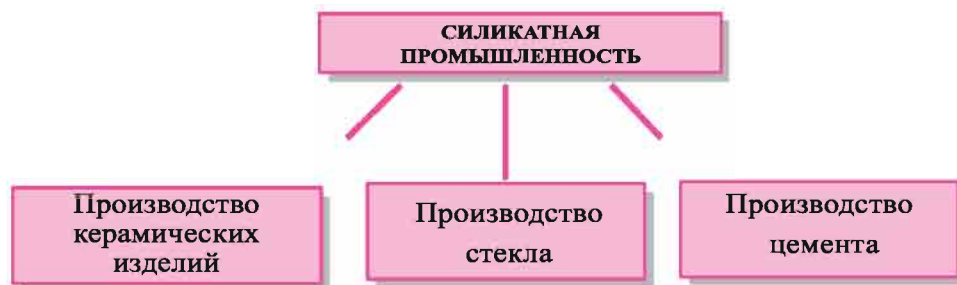 СИЛИКАТНАЯ
ПРОМЫШЛЕННОСТЬ
Производство
керамических
изделий
Производство
стекла
Производство
цемента